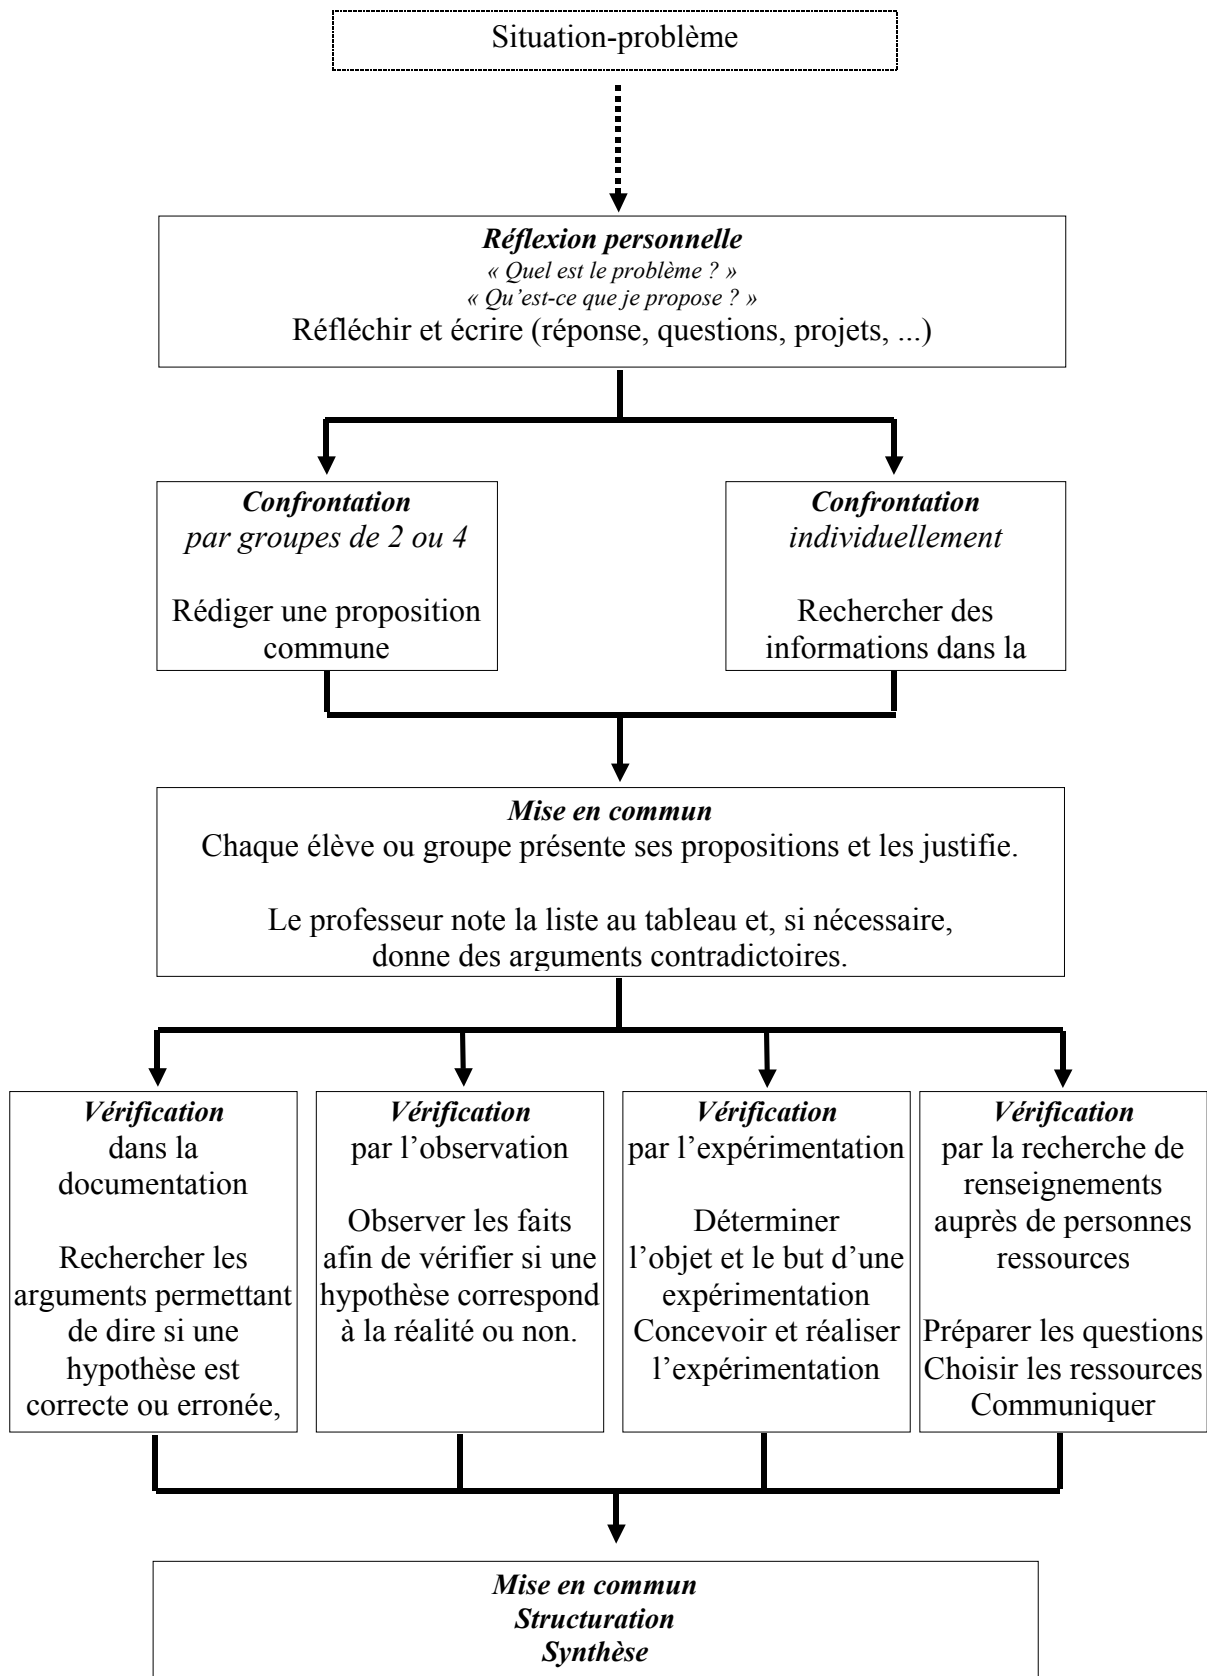 Situation-problème
Réflexion personnelle
« Quel est le problème ? »
« Qu’est-ce que je propose ? »
Réfléchir et écrire (réponse, questions, projets, ...)
Confrontation
par groupes de 2 ou 4
Rédiger une proposition
commune
Confrontation
individuellement
Rechercher des
informations dans la
Mise en commun
Chaque élève ou groupe présente ses propositions et les justifie.
Le professeur note la liste au tableau et, si nécessaire,
donne des arguments contradictoires.
Vérification
dans la
documentation
Rechercher les
arguments permettant
de dire si une
hypothèse est
correcte ou erronée,
Vérification
par l’observation
Observer les faits
afin de vérifier si une
hypothèse correspond
à la réalité ou non.
Vérification
par l’expérimentation
Déterminer
l’objet et le but d’une
expérimentation
Concevoir et réaliser
l’expérimentation
Vérification
par la recherche de
renseignements
auprès de personnes
ressources
Préparer les questions
Choisir les ressources
Communiquer
Mise en commun
Structuration
Synthèse